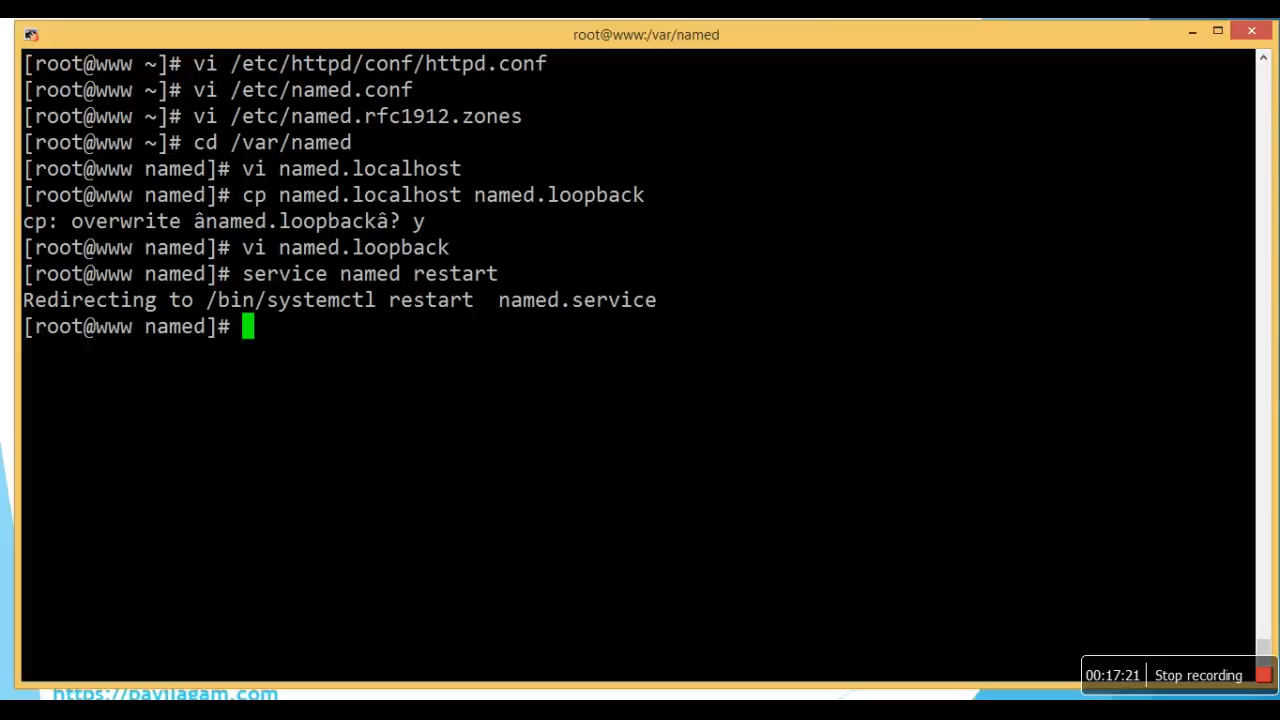 root@www:/var/named
[root@www ~]# vi /etc/httpd/conf/httpd.conf
[root@www ~]# vi /etc/named.conf
[root@www ~]# vi /etc/named.rfc1912.zones
[root@www ~]# cd /var/named
[root@www named]# vi named.localhost
[root@www named]# cp named.localhost named.loopback
cp: overwrite ânamed.loopbackâ? y
[root@www named]# vi named.loopback
[root@www named]# service named restart
Redirecting to /bin/systemctl restart  named.service
[root@www named]#
00:17:21 Stop recording
https://payilagam.com